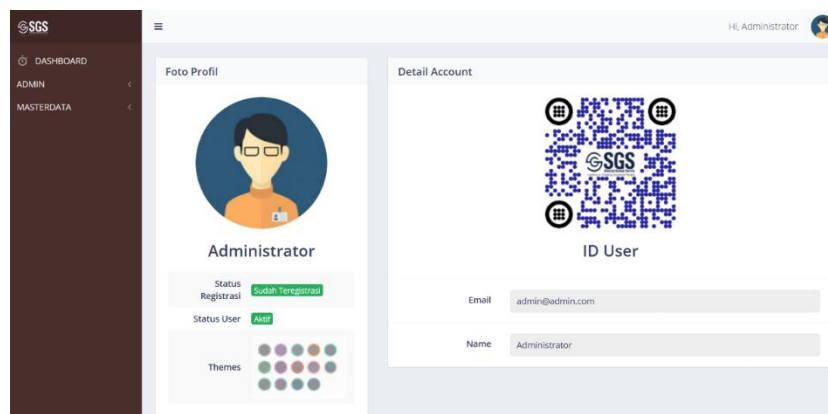 SGS
Hi, Administrator
DASHBOARD
ADMIN
MASTERDATA
Foto Profil
Administrator
Status Registrasi
Sudah Teregistrasi
Status User
Aktif
Themes
Detail Account
SGS
ID User
Email
admin@admin.com
Name
Administrator